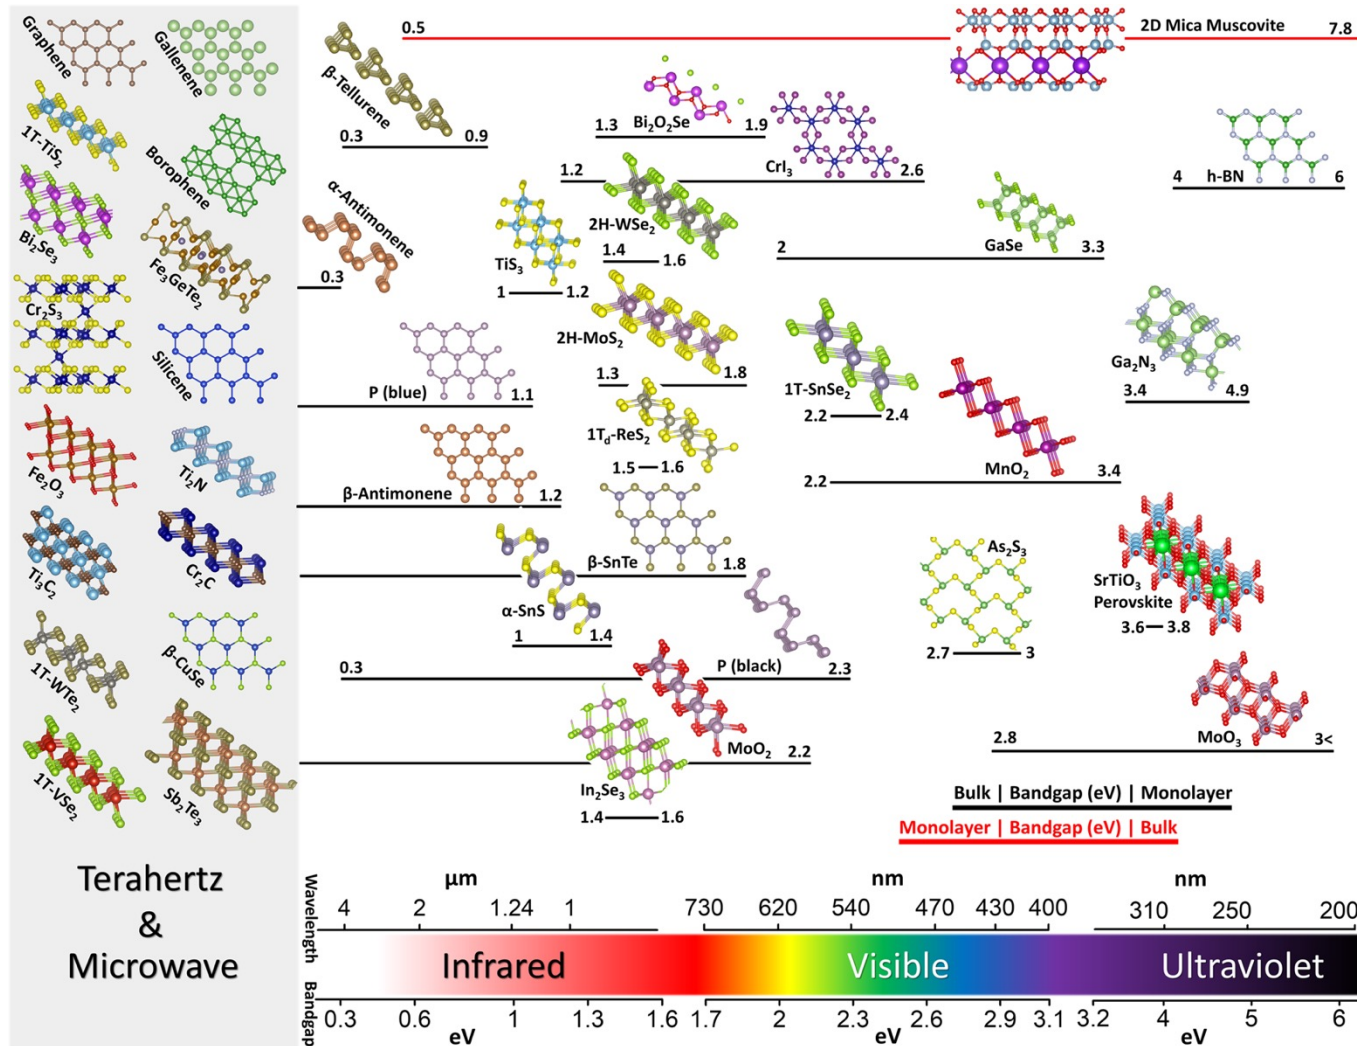 Graphene
Gallenene
1T-TiS2
Borophene
Bi2Se3
Fe3GeTe2
Cr2S3
Silicene
Fe2O3
Ti2N
Ti3C2
Cr2C
1T-WTe2
β-CuSe
1T-VSe2
Sb2Te3
Terahertz
&
Microwave
0.5 2D Mica Muscovite 7.8
β-Tellurene
0.3 0.9
Bi2O2Se
1.3 1.9
CrI3
1.2 2.6
h-BN
4 6
α-Antimonene
0.3
TiS3
1 1.2
2H-WSe2
1.4 1.6
GaSe
2 3.3
2H-MoS2
1.3 1.8
P (blue)
1.1
1T-SnSe2
2.2 2.4
Ga2N3
3.4 4.9
1Td-ReS2
1.5 1.6
MnO2
2.2 3.4
β-Antimonene
1.2
β-SnTe
1.8
α-SnS
1 1.4
As2S3
2.7 3
SrTiO3
Perovskite
3.6 3.8
P (black)
0.3 2.3
MoO2
2.2
In2Se3
1.4 1.6
MoO3
2.8 3<
Bulk | Bandgap (eV) | Monolayer
Monolayer | Bandgap (eV) | Bulk
Wavelength
µm nm nm
4 2 1.24 1 730 620 540 470 430 400 310 250 200
Infrared Visible Ultraviolet
Bandgap
0.3 0.6 1 1.3 1.6 1.7 2 2.3 2.6 2.9 3.1 3.2 4 5 6
eV eV eV